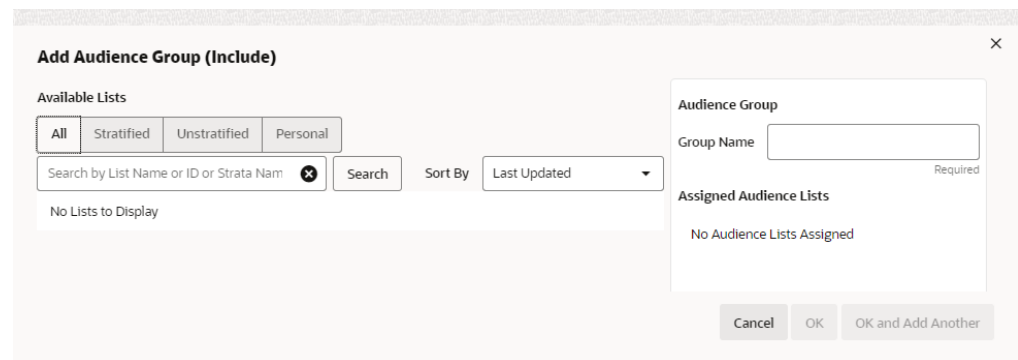 Add Audience Group (Include)
Available Lists
All Stratified Unstratified Personal
Search by List Name or ID or Strata Nam Search Sort By Last Updated
No Lists to Display
Audience Group
Group Name
Required
Assigned Audience Lists
No Audience Lists Assigned
Cancel OK OK and Add Another